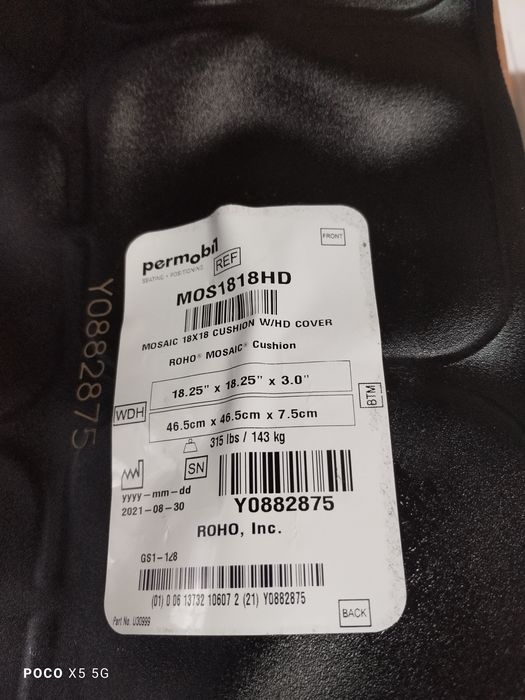 FRONT
permobil
SEATING + POSITIONING
REF
MOS1818HD
MOSAIC 18X18 CUSHION W/HD COVER
ROHO® MOSAIC® Cushion
18.25" x 18.25" x 3.0"
WDH
46.5cm x 46.5cm x 7.5cm
BTM
315 lbs / 143 kg
SN
yyyy-mm-dd
2021-08-30
Y0882875
ROHO, Inc.
GS1-128
(01) 0 06 13732 10607 2 (21) Y0882875
Part No. U30999
BACK
Y0882875
POCO X5 5G